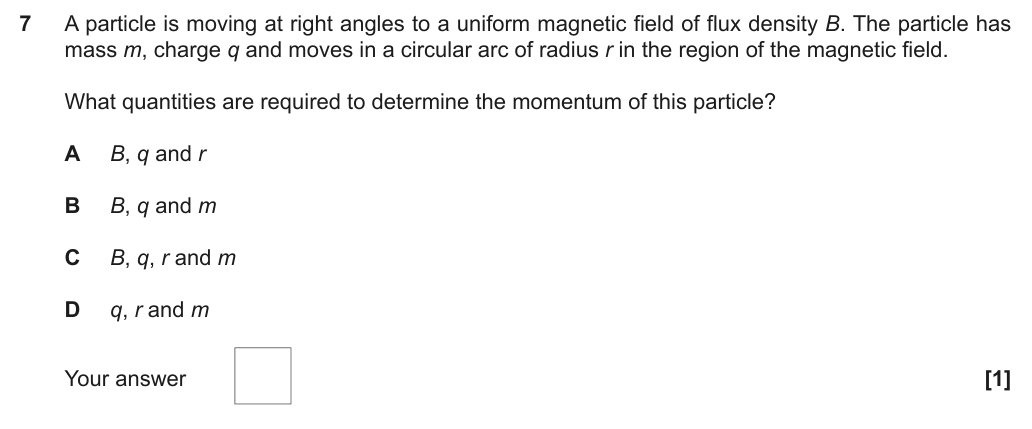 7 A particle is moving at right angles to a uniform magnetic field of flux density B. The particle has
mass m, charge q and moves in a circular arc of radius r in the region of the magnetic field.
What quantities are required to determine the momentum of this particle?
A B, q and r
B B, q and m
C B, q, r and m
D q, r and m
Your answer [1]